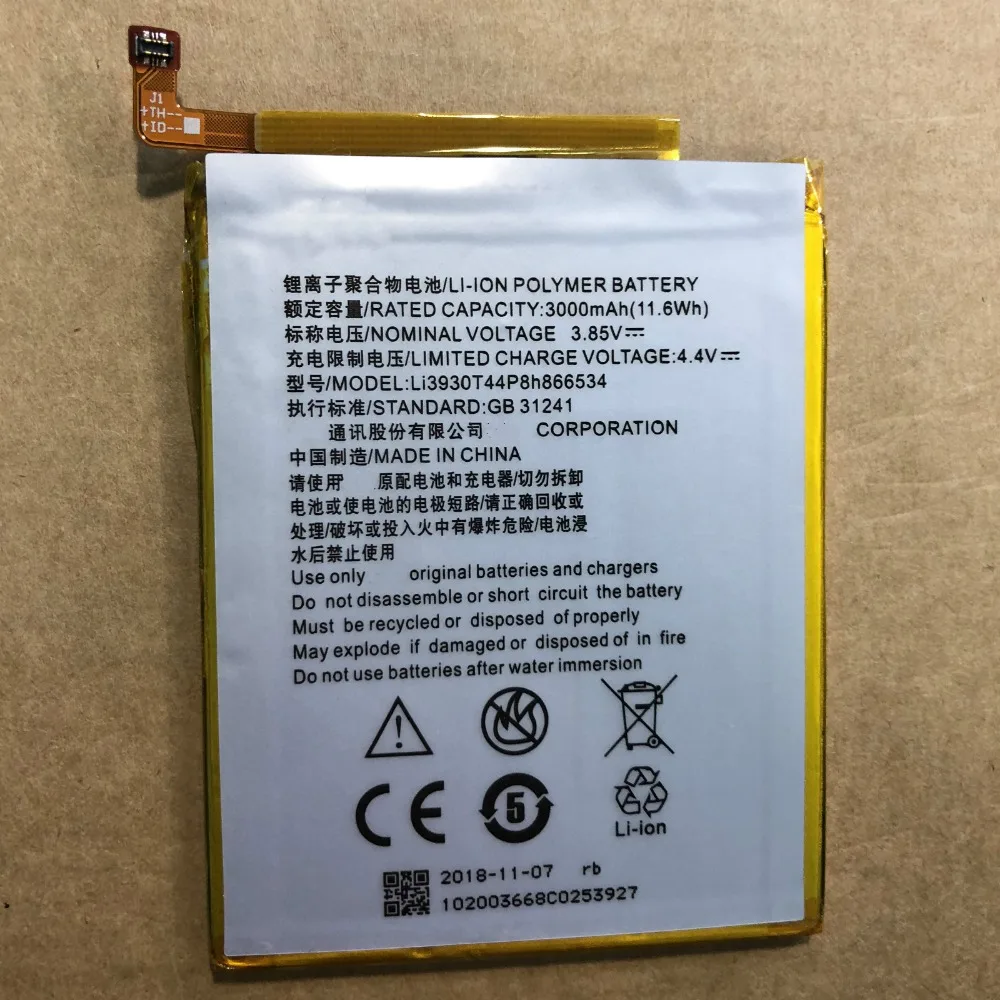 J1
+TH--
+ID--
锂离子聚合物电池/LI-ION POLYMER BATTERY
额定容量/RATED CAPACITY:3000mAh(11.6Wh)
标称电压/NOMINAL VOLTAGE 3.85V⎓
充电限制电压/LIMITED CHARGE VOLTAGE:4.4V⎓
型号/MODEL:Li3930T44P8h866534
执行标准/STANDARD:GB 31241
通讯股份有限公司 CORPORATION
中国制造/MADE IN CHINA
请使用 原配电池和充电器/切勿拆卸
电池或使电池的电极短路/请正确回收或
处理/破坏或投入火中有爆炸危险/电池浸
水后禁止使用
Use only original batteries and chargers
Do not disassemble or short circuit the battery
Must be recycled or disposed of properly
May explode if damaged or disposed of in fire
Do not use batteries after water immersion
CE 5
Li-ion
2018-11-07 rb
102003668C0253927